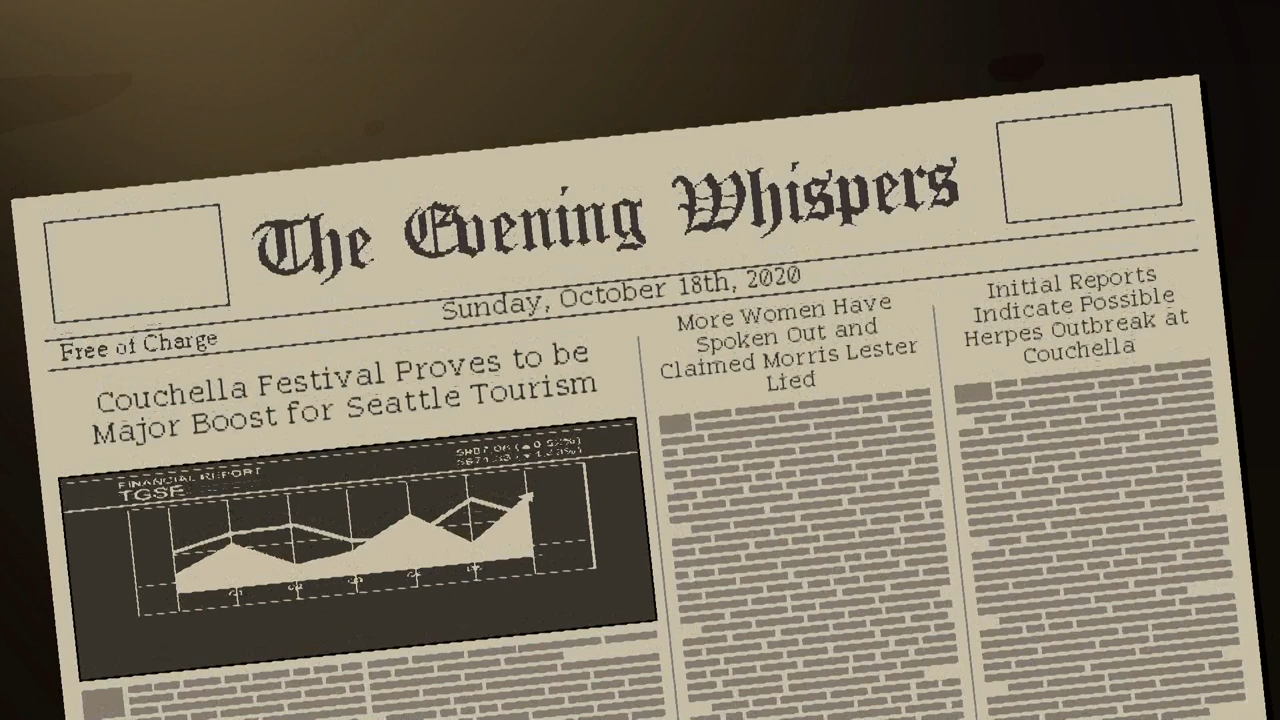 The Evening Whispers
Sunday, October 18th, 2020
Free of Charge
Couchella Festival Proves to be
Major Boost for Seattle Tourism
FINANCIAL REPORT
TGSE
More Women Have
Spoken Out and
Claimed Morris Lester
Lied
Initial Reports
Indicate Possible
Herpes Outbreak at
Couchella